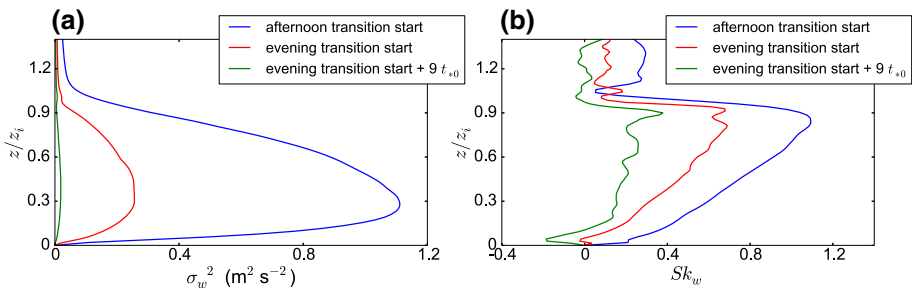 (a)
afternoon transition start
evening transition start
evening transition start + 9 t*0
z/zi
1.2
0.9
0.6
0.3
0
0
0.4
0.8
1.2
σw² (m² s⁻²)
(b)
afternoon transition start
evening transition start
evening transition start + 9 t*0
z/zi
1.2
0.9
0.6
0.3
0
-0.4
0
0.4
0.8
1.2
Skw